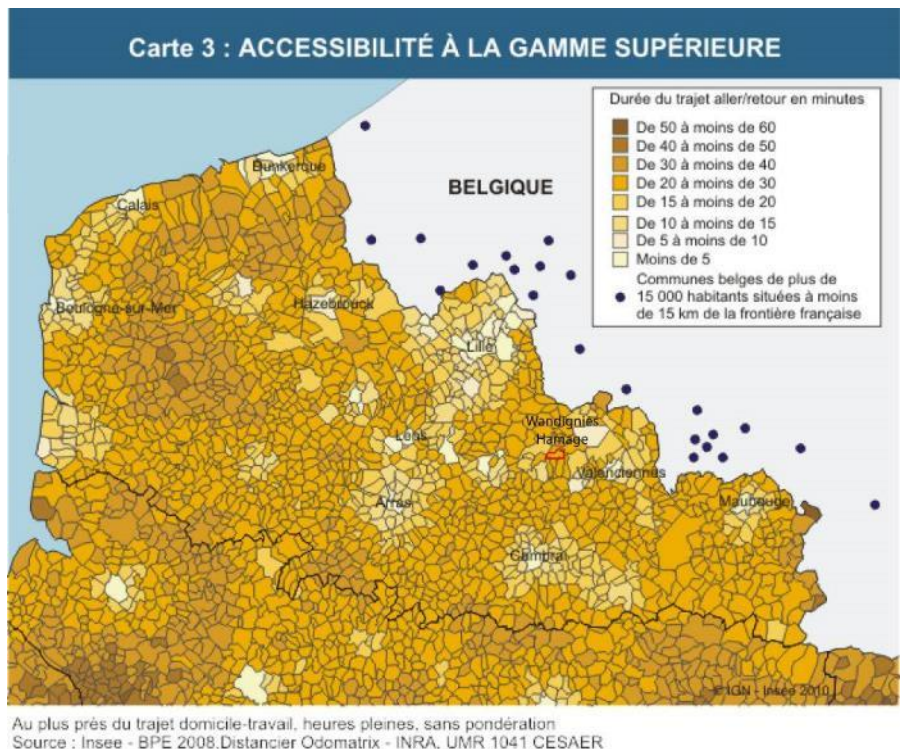 Carte 3 : ACCESSIBILITÉ À LA GAMME SUPÉRIEURE
Durée du trajet aller/retour en minutes
De 50 à moins de 60
De 40 à moins de 50
De 30 à moins de 40
De 20 à moins de 30
De 15 à moins de 20
De 10 à moins de 15
De 5 à moins de 10
Moins de 5
Communes belges de plus de
15 000 habitants situées à moins
de 15 km de la frontière française
BELGIQUE
Dunkerque
Calais
Boulogne-sur-Mer
Hazebrouck
Lille
Wandignies
Hamage
Lens
Valenciennes
Arras
Maubeuge
Cambrai
© IGN - Insee 2010
Au plus près du trajet domicile-travail, heures pleines, sans pondération
Source : Insee - BPE 2008,Distancier Odomatrix - INRA, UMR 1041 CESAER